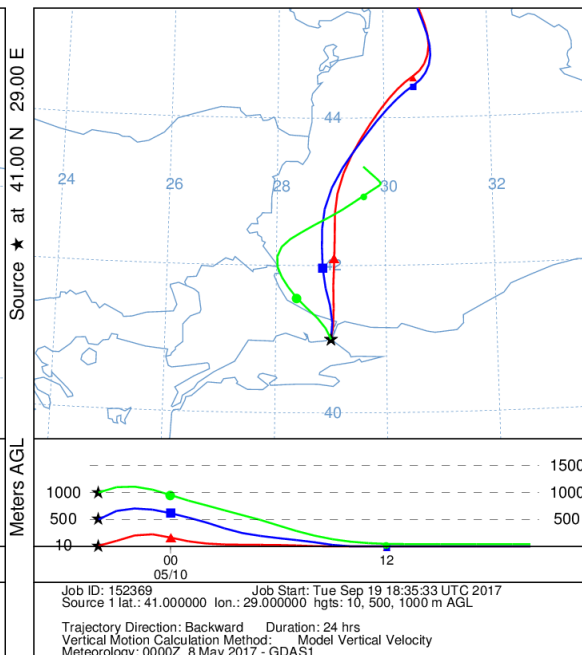 Source ★ at 41.00 N 29.00 E
44
24
26
28
30
32
42
40
Meters AGL
1500
1000
1000
500
500
10
00
12
05/10
Job ID: 152369 Job Start: Tue Sep 19 18:35:33 UTC 2017
Source 1 lat.: 41.000000 lon.: 29.000000 hgts: 10, 500, 1000 m AGL
Trajectory Direction: Backward Duration: 24 hrs
Vertical Motion Calculation Method: Model Vertical Velocity
Meteorology: 0000Z 8 May 2017 - GDAS1